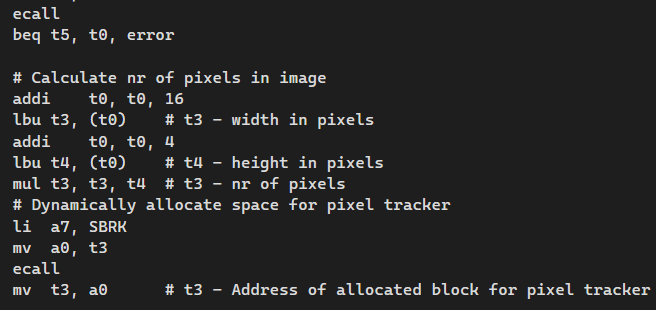 ecall
beq t5, t0, error
# Calculate nr of pixels in image
addi    t0, t0, 16
lbu t3, (t0)    # t3 - width in pixels
addi    t0, t0, 4
lbu t4, (t0)    # t4 - height in pixels
mul t3, t3, t4  # t3 - nr of pixels
# Dynamically allocate space for pixel tracker
li  a7, SBRK
mv  a0, t3
ecall
mv  t3, a0      # t3 - Address of allocated block for pixel tracker